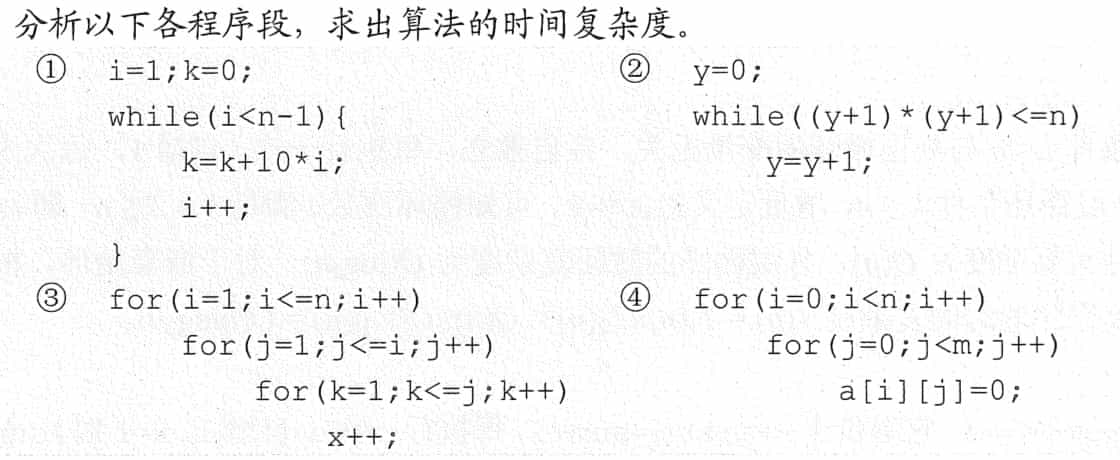 分析以下各程序段，求出算法的时间复杂度。
① i=1;k=0;
while(i<n-1){
k=k+10*i;
i++;
}
② y=0;
while((y+1)*(y+1)<=n)
y=y+1;
③ for(i=1;i<=n;i++)
for(j=1;j<=i;j++)
for(k=1;k<=j;k++)
x++;
④ for(i=0;i<n;i++)
for(j=0;j<m;j++)
a[i][j]=0;